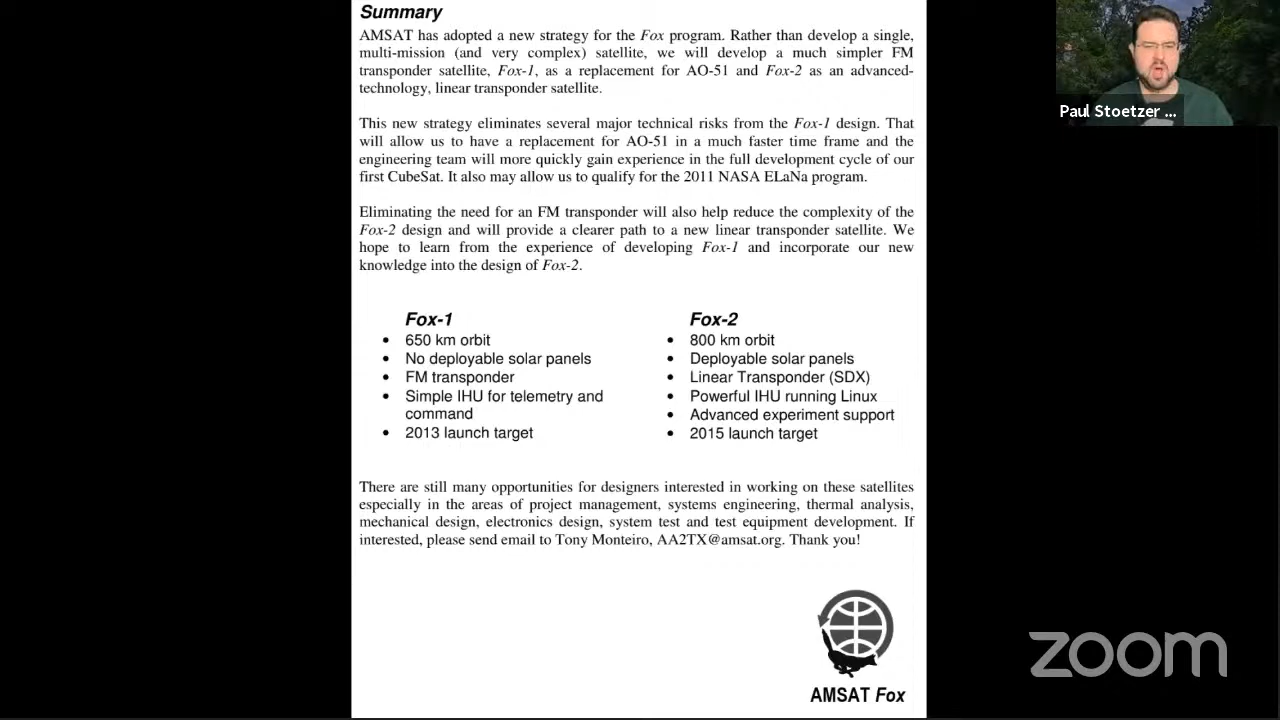 Summary
AMSAT has adopted a new strategy for the Fox program. Rather than develop a single,
multi-mission (and very complex) satellite, we will develop a much simpler FM
transponder satellite, Fox-1, as a replacement for AO-51 and Fox-2 as an advanced-
technology, linear transponder satellite.
This new strategy eliminates several major technical risks from the Fox-1 design. That
will allow us to have a replacement for AO-51 in a much faster time frame and the
engineering team will more quickly gain experience in the full development cycle of our
first CubeSat. It also may allow us to qualify for the 2011 NASA ELaNa program.
Eliminating the need for an FM transponder will also help reduce the complexity of the
Fox-2 design and will provide a clearer path to a new linear transponder satellite. We
hope to learn from the experience of developing Fox-1 and incorporate our new
knowledge into the design of Fox-2.
Fox-1
• 650 km orbit
• No deployable solar panels
• FM transponder
• Simple IHU for telemetry and
command
• 2013 launch target
Fox-2
• 800 km orbit
• Deployable solar panels
• Linear Transponder (SDX)
• Powerful IHU running Linux
• Advanced experiment support
• 2015 launch target
There are still many opportunities for designers interested in working on these satellites
especially in the areas of project management, systems engineering, thermal analysis,
mechanical design, electronics design, system test and test equipment development. If
interested, please send email to Tony Monteiro, AA2TX@amsat.org. Thank you!
AMSAT Fox
Paul Stoetzer ...
zoom